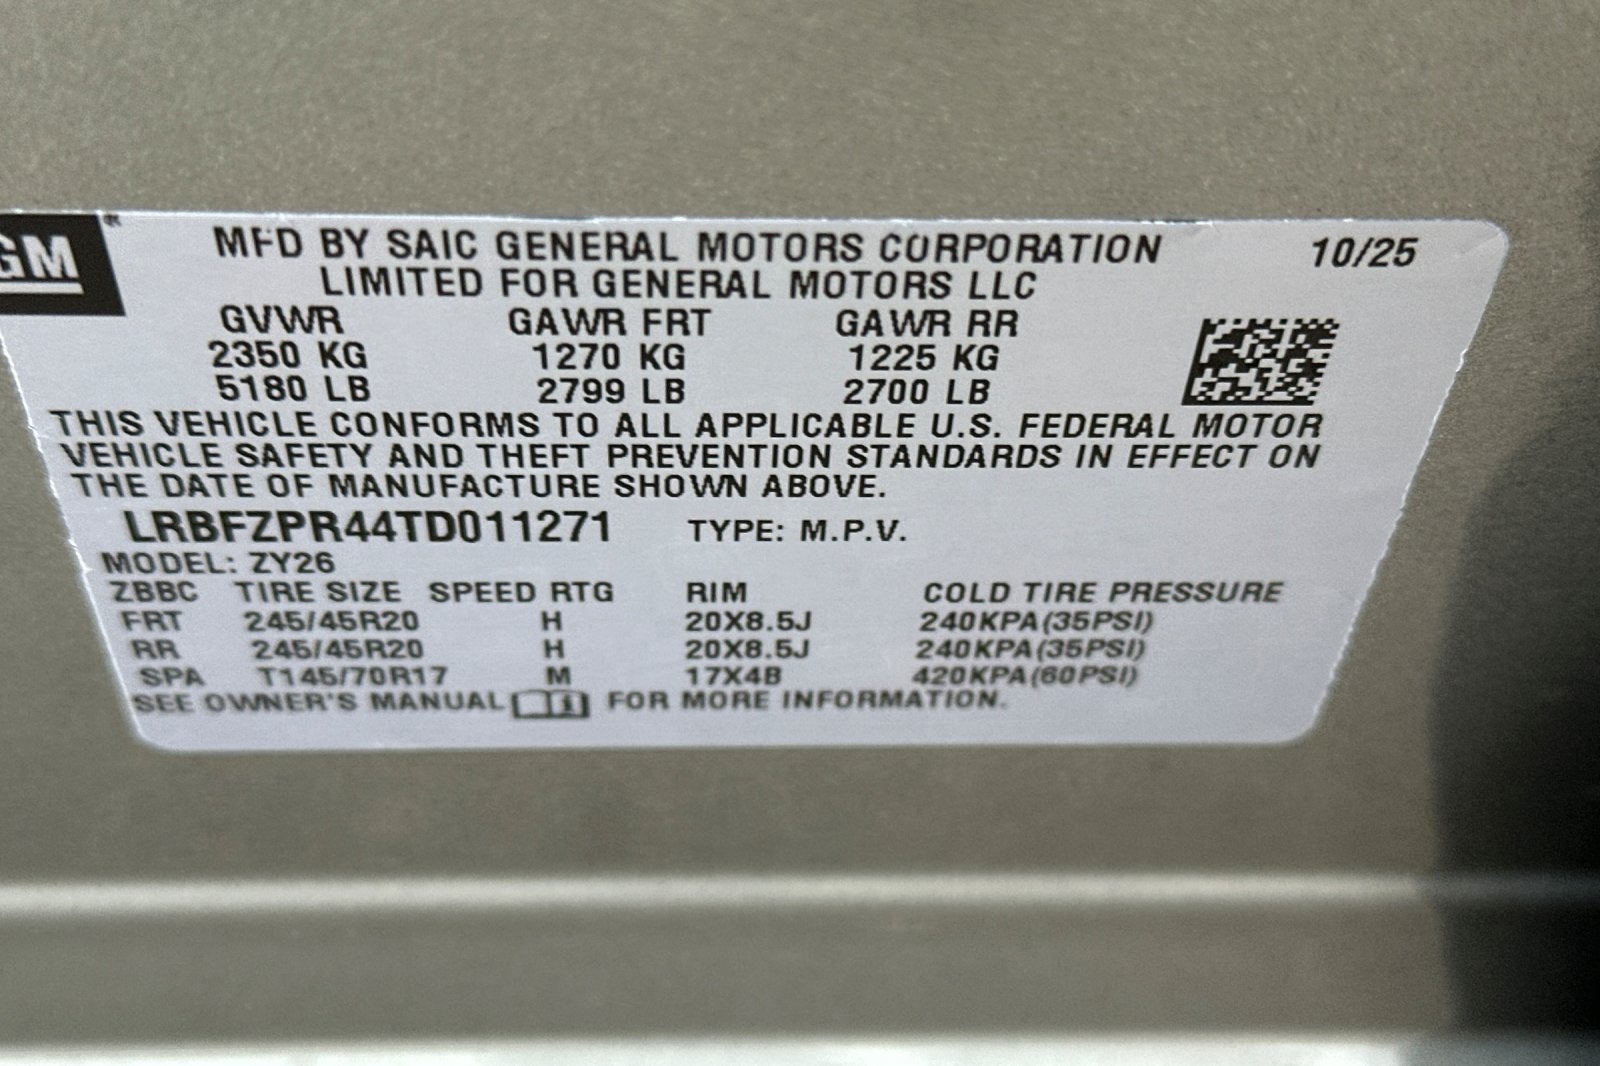 GM
MFD BY SAIC GENERAL MOTORS CORPORATION 10/25
LIMITED FOR GENERAL MOTORS LLC
GVWR GAWR FRT GAWR RR
2350 KG 1270 KG 1225 KG
5180 LB 2799 LB 2700 LB
THIS VEHICLE CONFORMS TO ALL APPLICABLE U.S. FEDERAL MOTOR
VEHICLE SAFETY AND THEFT PREVENTION STANDARDS IN EFFECT ON
THE DATE OF MANUFACTURE SHOWN ABOVE.
LRBFZPR44TD011271 TYPE: M.P.V.
MODEL: ZY26
ZBBC TIRE SIZE SPEED RTG RIM COLD TIRE PRESSURE
FRT 245/45R20 H 20X8.5J 240KPA(35PSI)
RR 245/45R20 H 20X8.5J 240KPA(35PSI)
SPA T145/70R17 M 17X4B 420KPA(60PSI)
SEE OWNER'S MANUAL FOR MORE INFORMATION.